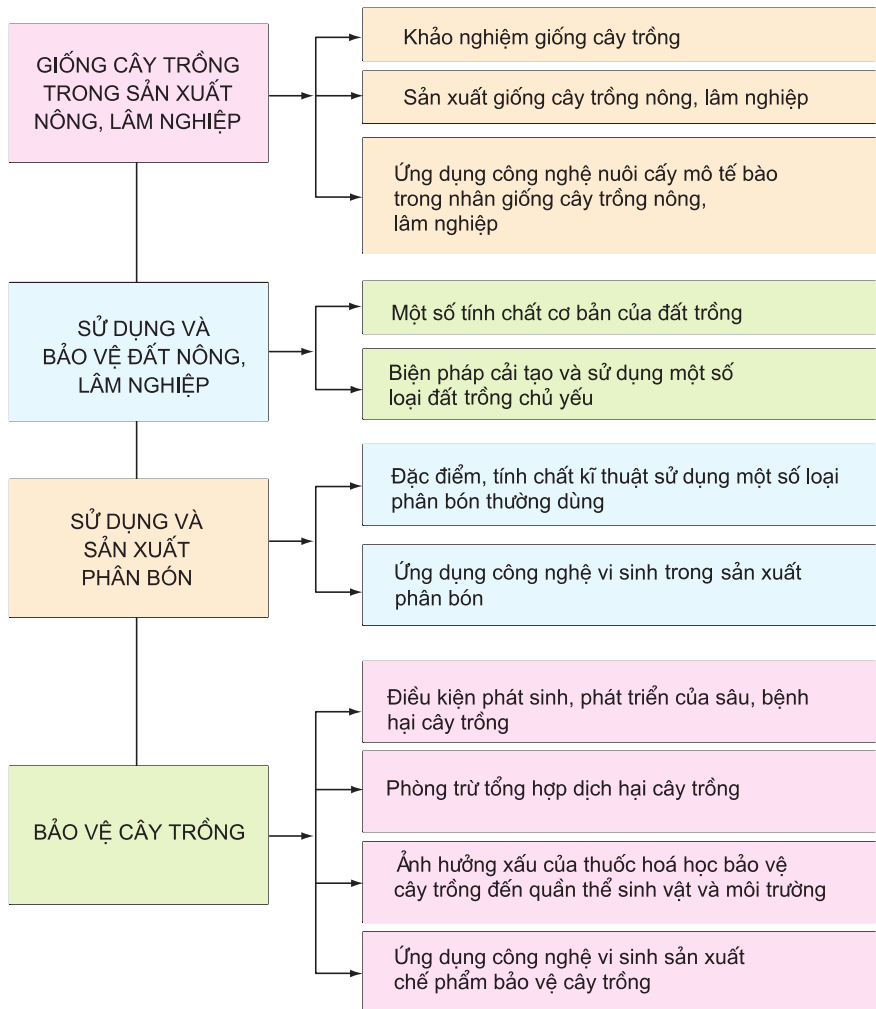 GIỐNG CÂY TRỒNG
TRONG SẢN XUẤT
NÔNG, LÂM NGHIỆP
Khảo nghiệm giống cây trồng
Sản xuất giống cây trồng nông, lâm nghiệp
Ứng dụng công nghệ nuôi cấy mô tế bào
trong nhân giống cây trồng nông,
lâm nghiệp
SỬ DỤNG VÀ
BẢO VỆ ĐẤT NÔNG,
LÂM NGHIỆP
Một số tính chất cơ bản của đất trồng
Biện pháp cải tạo và sử dụng một số
loại đất trồng chủ yếu
SỬ DỤNG VÀ
SẢN XUẤT
PHÂN BÓN
Đặc điểm, tính chất kĩ thuật sử dụng một số loại
phân bón thường dùng
Ứng dụng công nghệ vi sinh trong sản xuất
phân bón
BẢO VỆ CÂY TRỒNG
Điều kiện phát sinh, phát triển của sâu, bệnh
hại cây trồng
Phòng trừ tổng hợp dịch hại cây trồng
Ảnh hưởng xấu của thuốc hoá học bảo vệ
cây trồng đến quần thể sinh vật và môi trường
Ứng dụng công nghệ vi sinh sản xuất
chế phẩm bảo vệ cây trồng